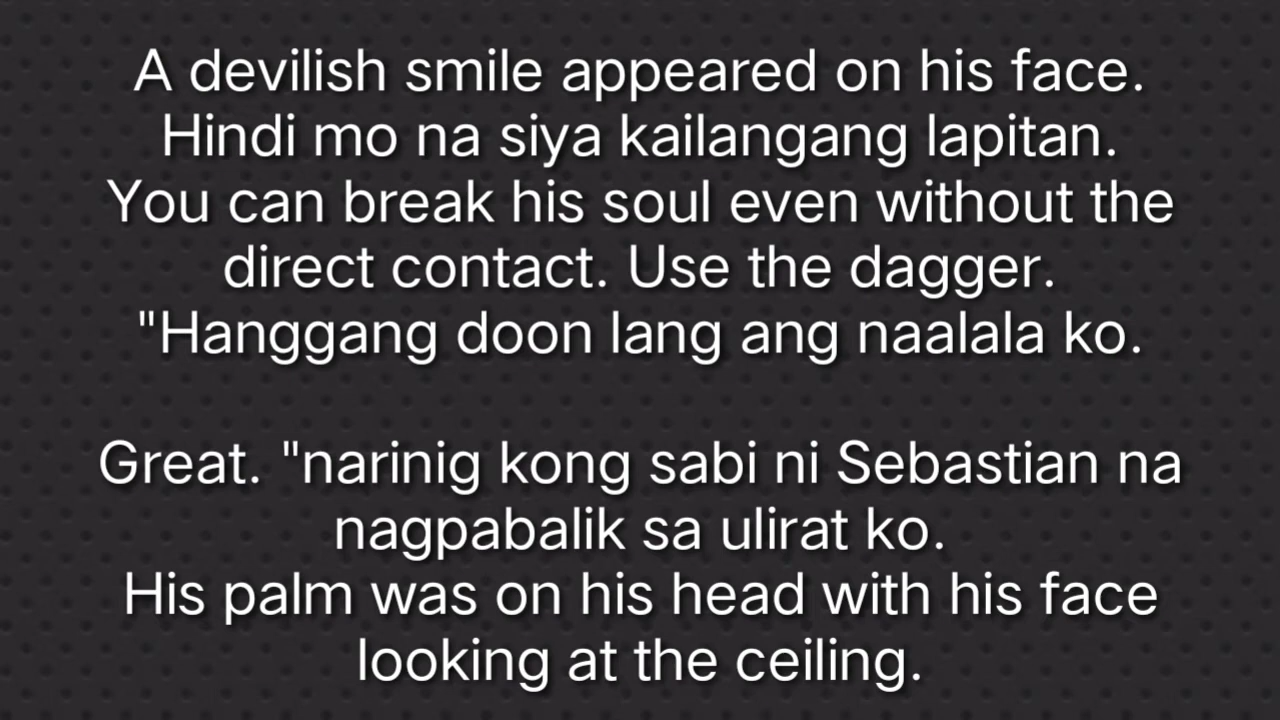 A devilish smile appeared on his face.
Hindi mo na siya kailangang lapitan.
You can break his soul even without the
direct contact. Use the dagger.
"Hanggang doon lang ang naalala ko.
Great. "narinig kong sabi ni Sebastian na
nagpabalik sa ulirat ko.
His palm was on his head with his face
looking at the ceiling.